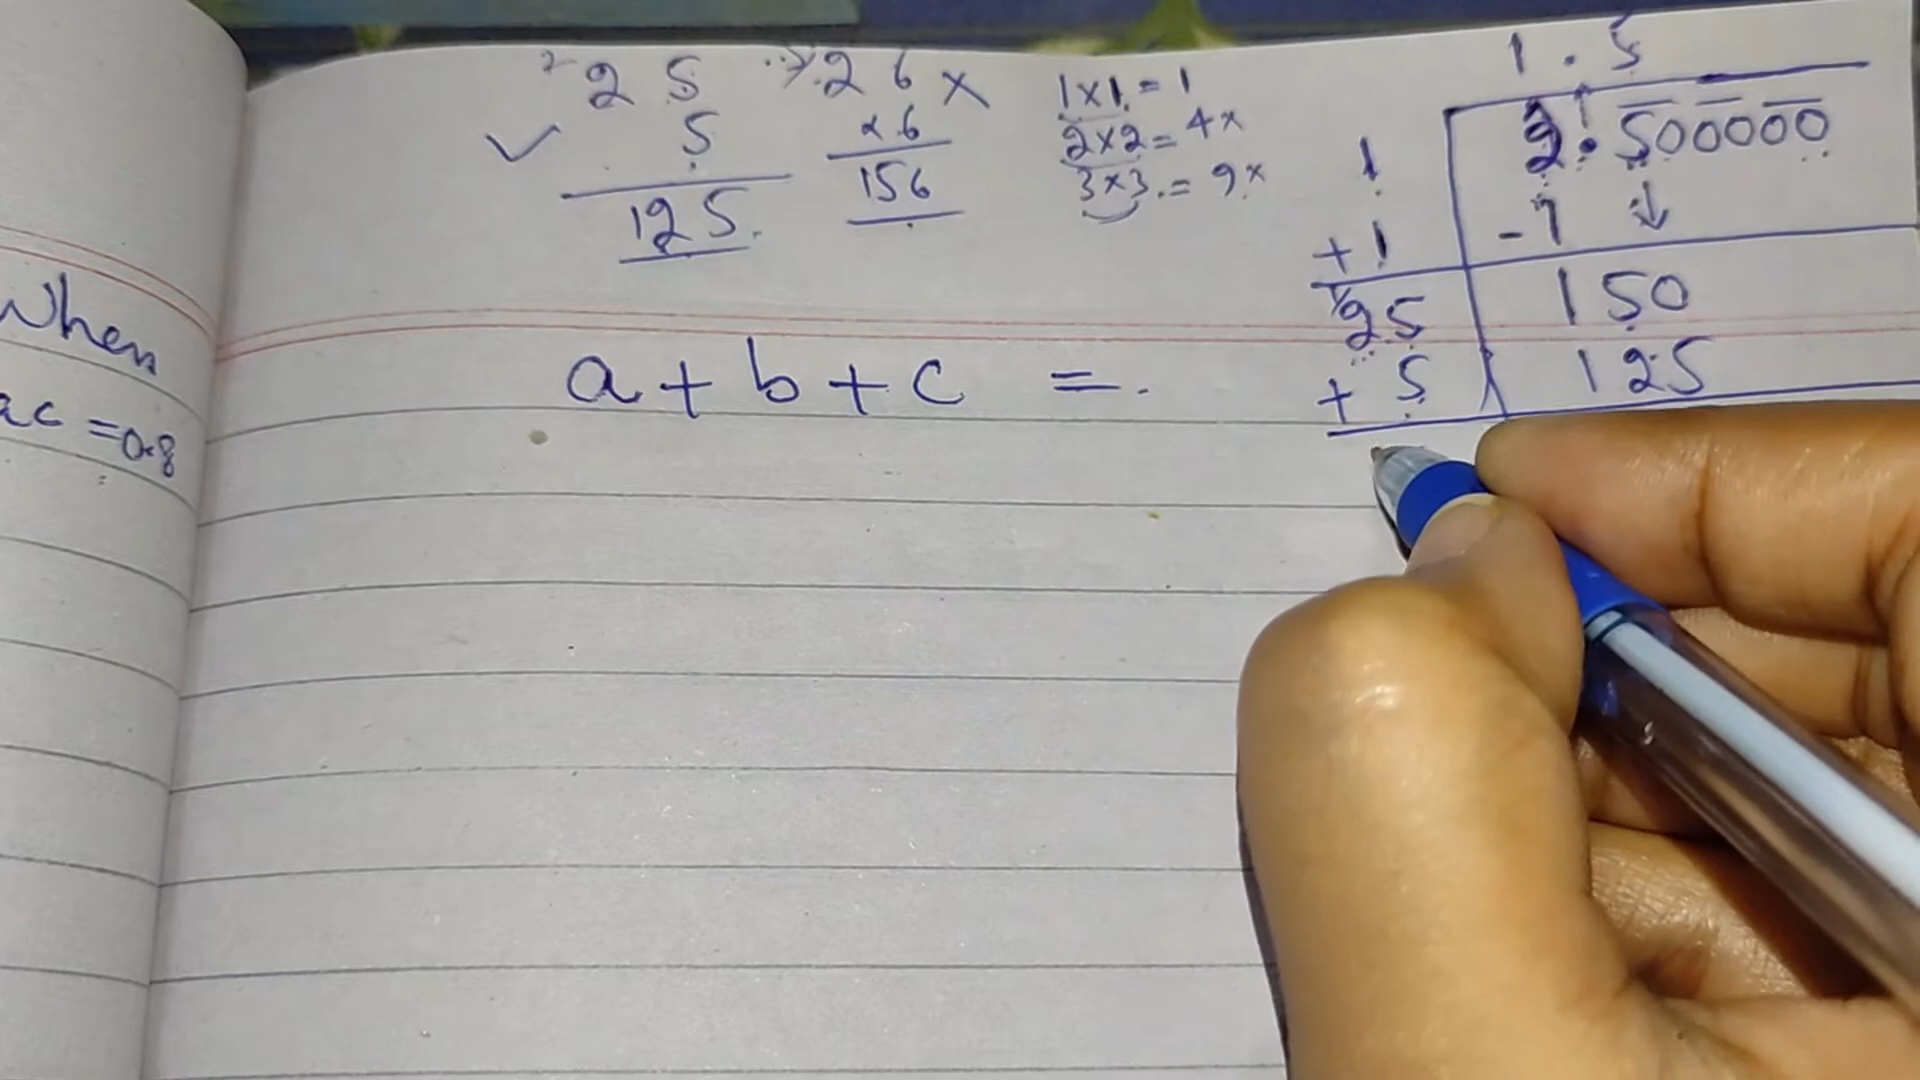 When
ac = 0.8
2 25
5
125
26 ×
×6
156
1×1 = 1
2×2 = 4×
3×3 = 9×
a + b + c =
1.5
1 2.500000
+1 -1
25 150
+5 125